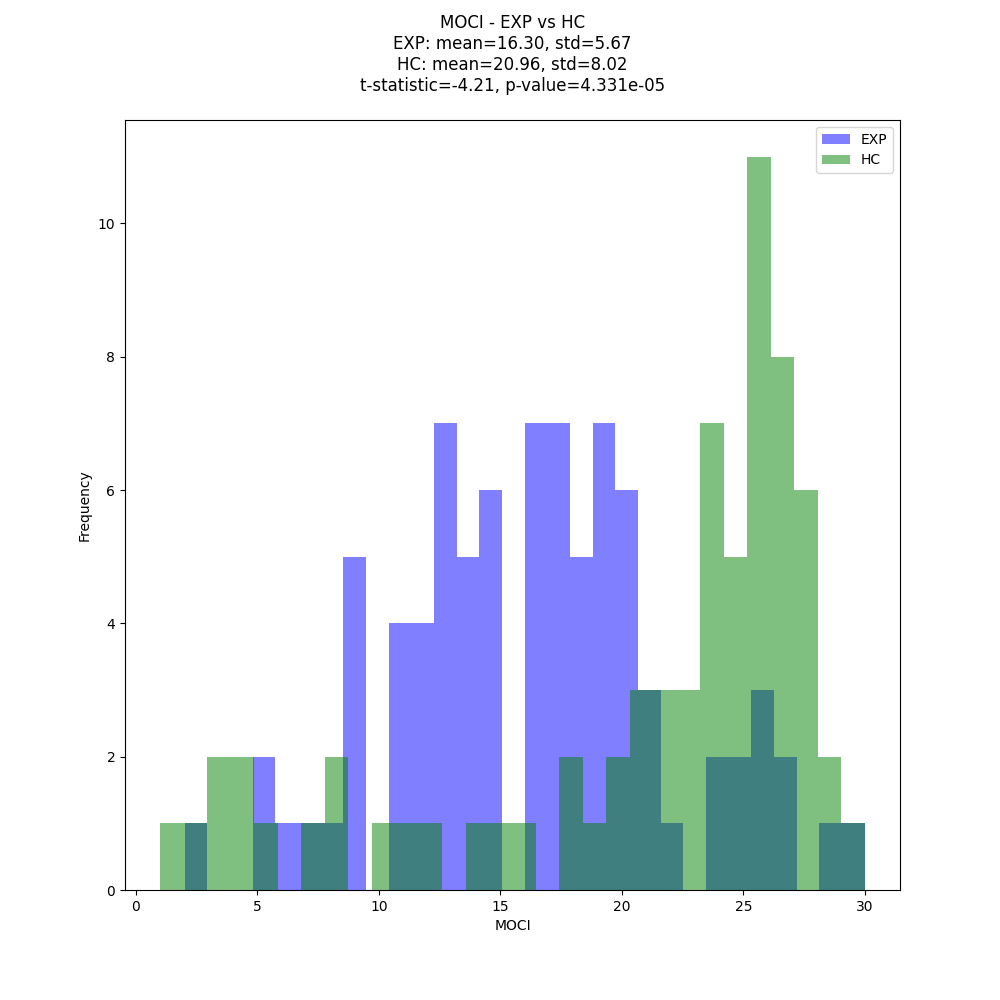 MOCI - EXP vs HC
EXP: mean=16.30, std=5.67
HC: mean=20.96, std=8.02
t-statistic=-4.21, p-value=4.331e-05
EXP
HC
10
8
6
4
2
0
Frequency
0 5 10 15 20 25 30
MOCI